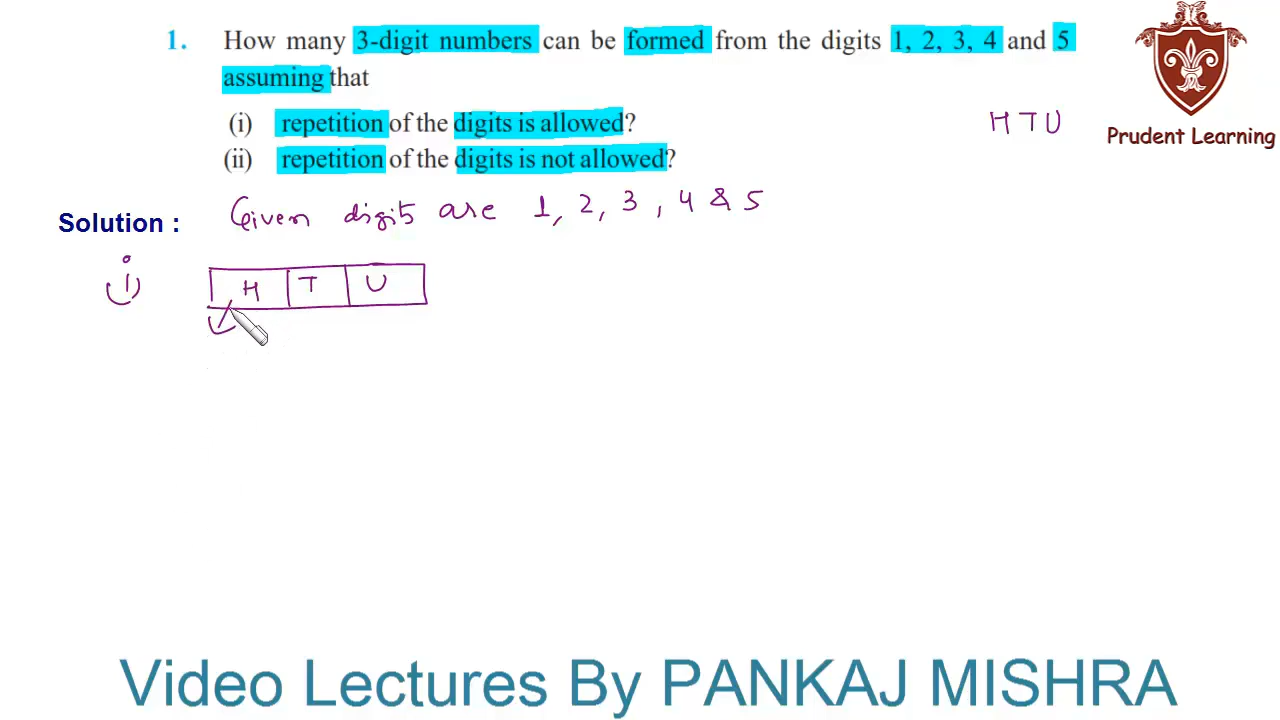 1. How many 3-digit numbers can be formed from the digits 1, 2, 3, 4 and 5
assuming that
(i) repetition of the digits is allowed?
(ii) repetition of the digits is not allowed?
H T U
Prudent Learning
Solution : Given digits are 1, 2, 3, 4 & 5
i) H T U
Video Lectures By PANKAJ MISHRA